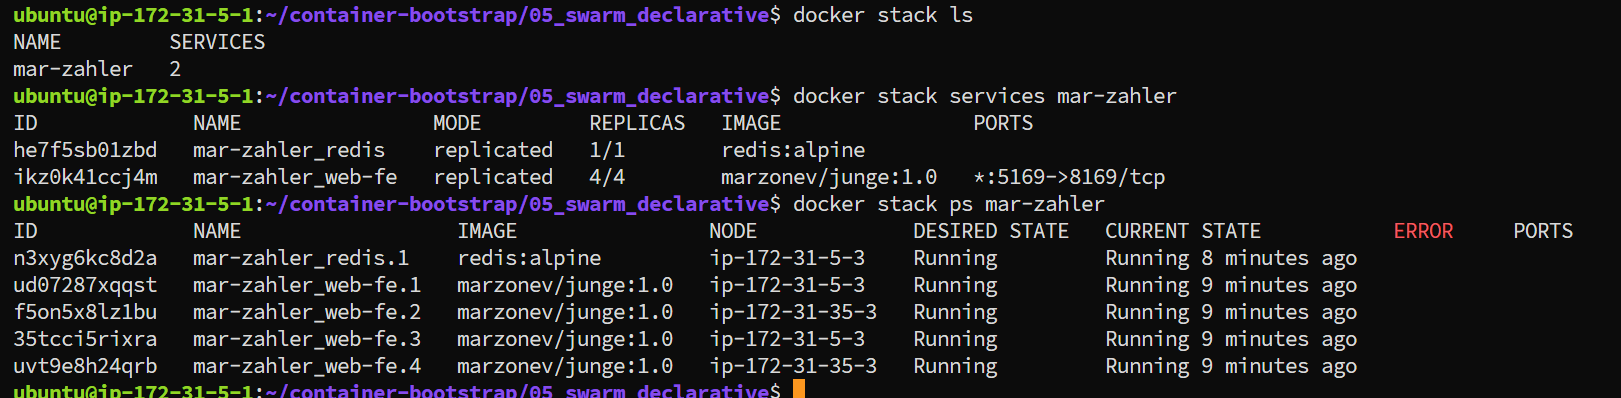 ubuntu@ip-172-31-5-1:~/container-bootstrap/05_swarm_declarative$ docker stack ls
NAME         SERVICES
mar-zahler   2
ubuntu@ip-172-31-5-1:~/container-bootstrap/05_swarm_declarative$ docker stack services mar-zahler
ID             NAME                MODE         REPLICAS   IMAGE                PORTS
he7f5sb01zbd   mar-zahler_redis    replicated   1/1        redis:alpine
ikz0k41ccj4m   mar-zahler_web-fe   replicated   4/4        marzonev/junge:1.0   *:5169->8169/tcp
ubuntu@ip-172-31-5-1:~/container-bootstrap/05_swarm_declarative$ docker stack ps mar-zahler
ID             NAME                  IMAGE                NODE             DESIRED STATE   CURRENT STATE           ERROR     PORTS
n3xyg6kc8d2a   mar-zahler_redis.1    redis:alpine         ip-172-31-5-3    Running         Running 8 minutes ago
ud07287xqqst   mar-zahler_web-fe.1   marzonev/junge:1.0   ip-172-31-5-3    Running         Running 9 minutes ago
f5on5x8lz1bu   mar-zahler_web-fe.2   marzonev/junge:1.0   ip-172-31-35-3   Running         Running 9 minutes ago
35tcci5rixra   mar-zahler_web-fe.3   marzonev/junge:1.0   ip-172-31-5-3    Running         Running 9 minutes ago
uvt9e8h24qrb   mar-zahler_web-fe.4   marzonev/junge:1.0   ip-172-31-35-3   Running         Running 9 minutes ago
ubuntu@ip-172-31-5-1:~/container-bootstrap/05_swarm_declarative$